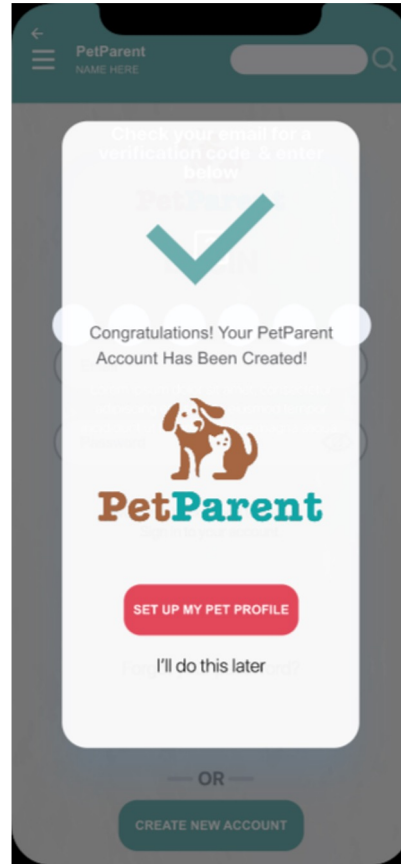 PetParent
NAME HERE
Check your email for a
verification code & enter
below
Congratulations! Your PetParent
Account Has Been Created!
PetParent
SET UP MY PET PROFILE
I'll do this later
OR
CREATE NEW ACCOUNT